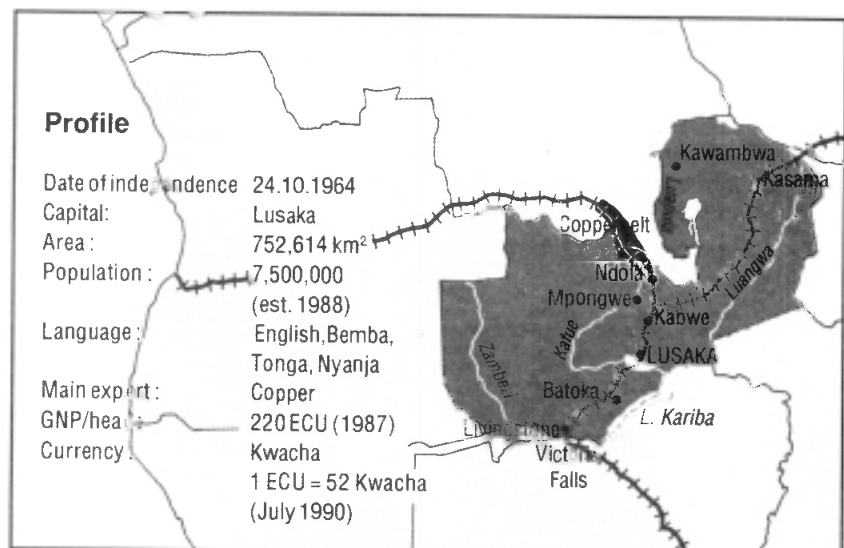 Profile
Date of independence 24.10.1964
Capital: Lusaka
Area: 752,614 km²
Population: 7,500,000
(est. 1988)
Language: English, Bemba,
Tonga, Nyanja
Main export: Copper
GNP/head 220 ECU (1987)
Currency: Kwacha
1 ECU = 52 Kwacha
(July 1990)
Kawambwa
Kasama
Luapula
Copperbelt
Luangwa
Ndola
Mpongwe
Kabwe
Kafue
LUSAKA
Zambezi
Batoka
L. Kariba
Livingstone
Victoria
Falls